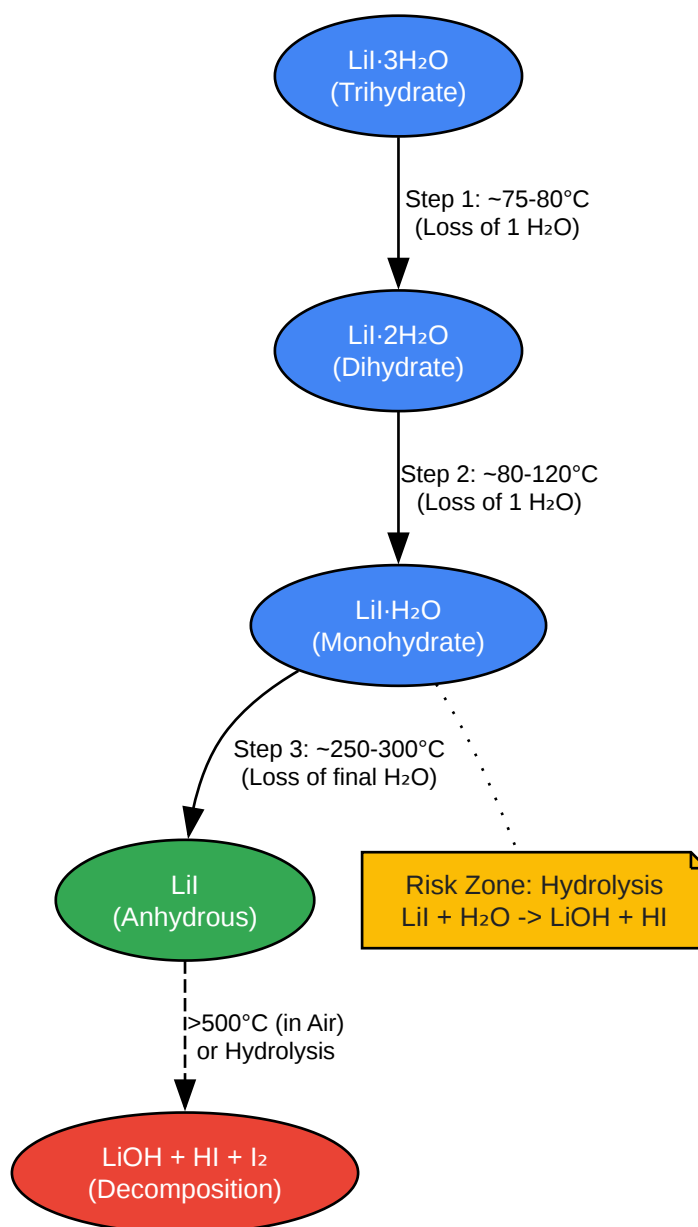 LiI·3H₂O
(Trihydrate)
Step 1: ~75-80°C
(Loss of 1 H₂O)
LiI·2H₂O
(Dihydrate)
Step 2: ~80-120°C
(Loss of 1 H₂O)
LiI·H₂O
(Monohydrate)
Step 3: ~250-300°C
(Loss of final H₂O)
LiI
(Anhydrous)
Risk Zone: Hydrolysis
LiI + H₂O -> LiOH + HI
>500°C (in Air)
or Hydrolysis
LiOH + HI + I₂
(Decomposition)